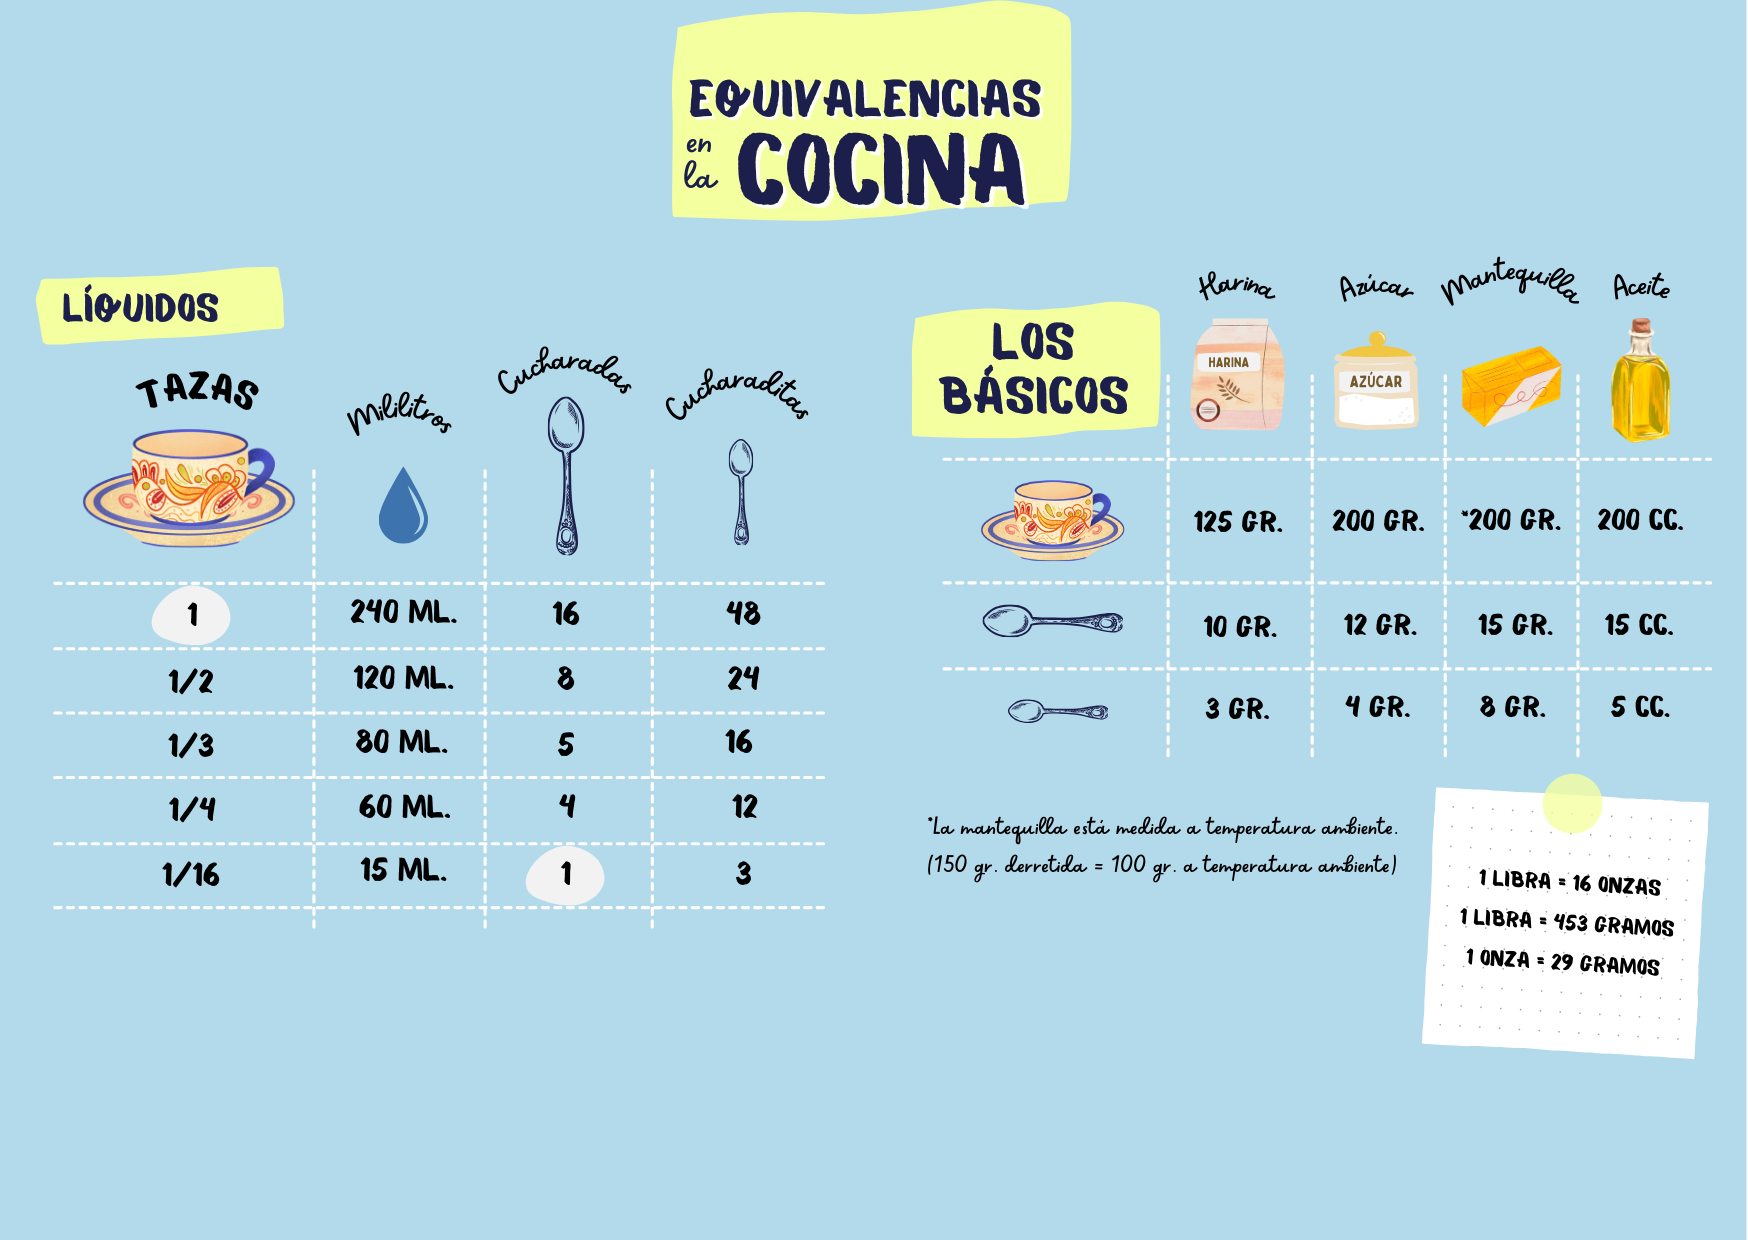 EQUIVALENCIAS
en la COCINA
LÍQUIDOS
TAZAS Mililitros Cucharadas Cucharaditas
1 240 ML. 16 48
1/2 120 ML. 8 24
1/3 80 ML. 5 16
1/4 60 ML. 4 12
1/16 15 ML. 1 3
LOS
BÁSICOS
Harina Azúcar Mantequilla Aceite
HARINA AZÚCAR
125 GR. 200 GR. *200 GR. 200 CC.
10 GR. 12 GR. 15 GR. 15 CC.
3 GR. 4 GR. 8 GR. 5 CC.
*La mantequilla está medida a temperatura ambiente.
(150 gr. derretida = 100 gr. a temperatura ambiente)
1 LIBRA = 16 ONZAS
1 LIBRA = 453 GRAMOS
1 ONZA = 29 GRAMOS